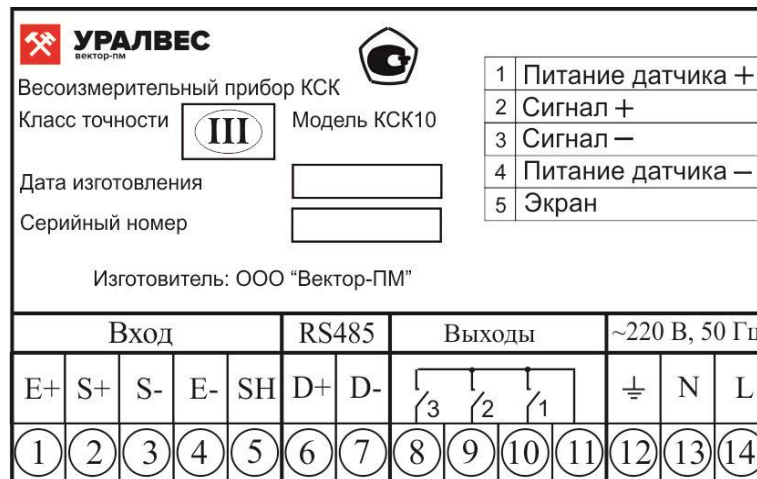 УРАЛВЕС
вектор-пм
Весоизмерительный прибор КСК
Класс точности III Модель КСК10
Дата изготовления
Серийный номер
Изготовитель: ООО “Вектор-ПМ”
1 Питание датчика +
2 Сигнал +
3 Сигнал –
4 Питание датчика –
5 Экран
Вход RS485 Выходы ~220 В, 50 Гц
E+ S+ S- E- SH D+ D- 3 2 1 N L
1 2 3 4 5 6 7 8 9 10 11 12 13 14